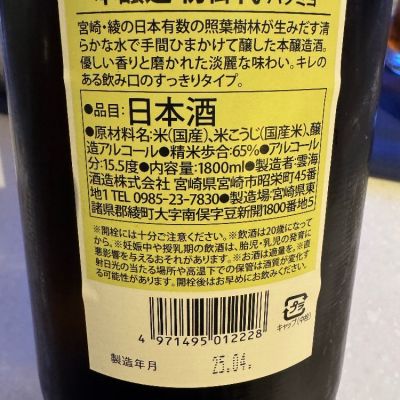 宮崎・綾の日本有数の照葉樹林が生みだす清
らかな水で手間ひまかけて醸した本醸造酒。
優しい香りと磨かれた淡麗な味わい。キレの
ある飲み口のすっきりタイプ。
●品目:日本酒
●原材料名:米(国産)、米こうじ(国産米)、醸
造アルコール●精米歩合:65%●アルコール
分:15.5度●内容量:1800ml●製造者:雲海
酒造株式会社 宮崎県宮崎市昭栄町45番
地1 TEL 0985-23-7830●製造場:宮崎県東
諸県郡綾町大字南俣字豆新開1800番地5
※開栓には十分ご注意ください。※飲酒は20歳になって
から。※妊娠中や授乳期の飲酒は、胎児・乳児の発育に
悪影響を与えるおそれがあります。※お酒は適量を。※直
射日光の当たる場所や高温下での保管は酒質が変化す
る可能性があります。開栓後はお早めにお飲みください。
4 971495 012228
プラ
キャップ(中栓)
製造年月 25.04.